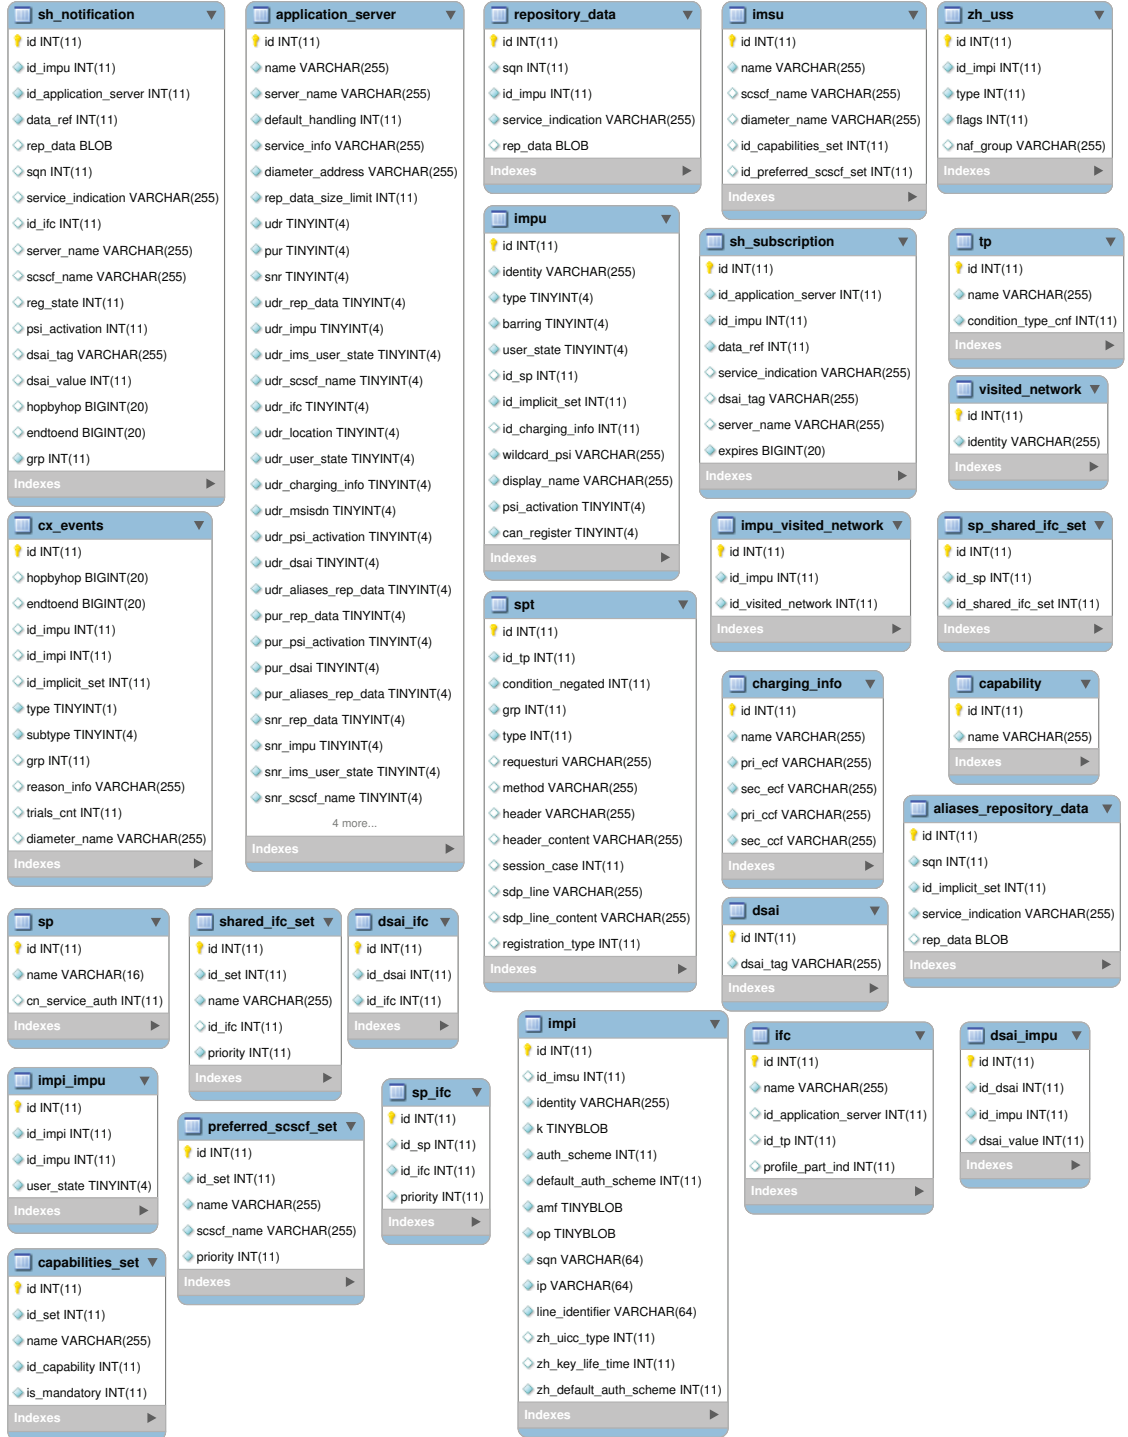 sh_notification
id INT(11)
id_impu INT(11)
id_application_server INT(11)
data_ref INT(11)
rep_data BLOB
sqn INT(11)
service_indication VARCHAR(255)
id_ifc INT(11)
server_name VARCHAR(255)
scscf_name VARCHAR(255)
reg_state INT(11)
psi_activation INT(11)
dsai_tag VARCHAR(255)
dsai_value INT(11)
hopbyhop BIGINT(20)
endtoend BIGINT(20)
grp INT(11)
Indexes
application_server
id INT(11)
name VARCHAR(255)
server_name VARCHAR(255)
default_handling INT(11)
service_info VARCHAR(255)
diameter_address VARCHAR(255)
rep_data_size_limit INT(11)
udr TINYINT(4)
pur TINYINT(4)
snr TINYINT(4)
udr_rep_data TINYINT(4)
udr_impu TINYINT(4)
udr_ims_user_state TINYINT(4)
udr_scscf_name TINYINT(4)
udr_ifc TINYINT(4)
udr_location TINYINT(4)
udr_user_state TINYINT(4)
udr_charging_info TINYINT(4)
udr_msisdn TINYINT(4)
udr_psi_activation TINYINT(4)
udr_dsai TINYINT(4)
udr_aliases_rep_data TINYINT(4)
pur_rep_data TINYINT(4)
pur_psi_activation TINYINT(4)
pur_dsai TINYINT(4)
pur_aliases_rep_data TINYINT(4)
snr_rep_data TINYINT(4)
snr_impu TINYINT(4)
snr_ims_user_state TINYINT(4)
snr_scscf_name TINYINT(4)
4 more...
Indexes
repository_data
id INT(11)
sqn INT(11)
id_impu INT(11)
service_indication VARCHAR(255)
rep_data BLOB
Indexes
imsu
id INT(11)
name VARCHAR(255)
scscf_name VARCHAR(255)
diameter_name VARCHAR(255)
id_capabilities_set INT(11)
id_preferred_scscf_set INT(11)
Indexes
zh_uss
id INT(11)
id_impi INT(11)
type INT(11)
flags INT(11)
naf_group VARCHAR(255)
Indexes
impu
id INT(11)
identity VARCHAR(255)
type TINYINT(4)
barring TINYINT(4)
user_state TINYINT(4)
id_sp INT(11)
id_implicit_set INT(11)
id_charging_info INT(11)
wildcard_psi VARCHAR(255)
display_name VARCHAR(255)
psi_activation TINYINT(4)
can_register TINYINT(4)
Indexes
sh_subscription
id INT(11)
id_application_server INT(11)
id_impu INT(11)
data_ref INT(11)
service_indication VARCHAR(255)
dsai_tag VARCHAR(255)
server_name VARCHAR(255)
expires BIGINT(20)
Indexes
tp
id INT(11)
name VARCHAR(255)
condition_type_cnf INT(11)
Indexes
visited_network
id INT(11)
identity VARCHAR(255)
Indexes
cx_events
id INT(11)
hopbyhop BIGINT(20)
endtoend BIGINT(20)
id_impu INT(11)
id_impi INT(11)
id_implicit_set INT(11)
type TINYINT(1)
subtype TINYINT(4)
grp INT(11)
reason_info VARCHAR(255)
trials_cnt INT(11)
diameter_name VARCHAR(255)
Indexes
impu_visited_network
id INT(11)
id_impu INT(11)
id_visited_network INT(11)
Indexes
sp_shared_ifc_set
id INT(11)
id_sp INT(11)
id_shared_ifc_set INT(11)
Indexes
spt
id INT(11)
id_tp INT(11)
condition_negated INT(11)
grp INT(11)
type INT(11)
requesturi VARCHAR(255)
method VARCHAR(255)
header VARCHAR(255)
header_content VARCHAR(255)
session_case INT(11)
sdp_line VARCHAR(255)
sdp_line_content VARCHAR(255)
registration_type INT(11)
Indexes
charging_info
id INT(11)
name VARCHAR(255)
pri_ecf VARCHAR(255)
sec_ecf VARCHAR(255)
pri_ccf VARCHAR(255)
sec_ccf VARCHAR(255)
Indexes
capability
id INT(11)
name VARCHAR(255)
Indexes
aliases_repository_data
id INT(11)
sqn INT(11)
id_implicit_set INT(11)
service_indication VARCHAR(255)
rep_data BLOB
Indexes
sp
id INT(11)
name VARCHAR(16)
cn_service_auth INT(11)
Indexes
shared_ifc_set
id INT(11)
id_set INT(11)
name VARCHAR(255)
id_ifc INT(11)
priority INT(11)
Indexes
dsai_ifc
id INT(11)
id_dsai INT(11)
id_ifc INT(11)
Indexes
dsai
id INT(11)
dsai_tag VARCHAR(255)
Indexes
impi
id INT(11)
id_imsu INT(11)
identity VARCHAR(255)
k TINYBLOB
auth_scheme INT(11)
default_auth_scheme INT(11)
amf TINYBLOB
op TINYBLOB
sqn VARCHAR(64)
ip VARCHAR(64)
line_identifier VARCHAR(64)
zh_uicc_type INT(11)
zh_key_life_time INT(11)
zh_default_auth_scheme INT(11)
Indexes
ifc
id INT(11)
name VARCHAR(255)
id_application_server INT(11)
id_tp INT(11)
profile_part_ind INT(11)
Indexes
dsai_impu
id INT(11)
id_dsai INT(11)
id_impu INT(11)
dsai_value INT(11)
Indexes
impi_impu
id INT(11)
id_impi INT(11)
id_impu INT(11)
user_state TINYINT(4)
Indexes
sp_ifc
id INT(11)
id_sp INT(11)
id_ifc INT(11)
priority INT(11)
Indexes
preferred_scscf_set
id INT(11)
id_set INT(11)
name VARCHAR(255)
scscf_name VARCHAR(255)
priority INT(11)
Indexes
capabilities_set
id INT(11)
id_set INT(11)
name VARCHAR(255)
id_capability INT(11)
is_mandatory INT(11)
Indexes